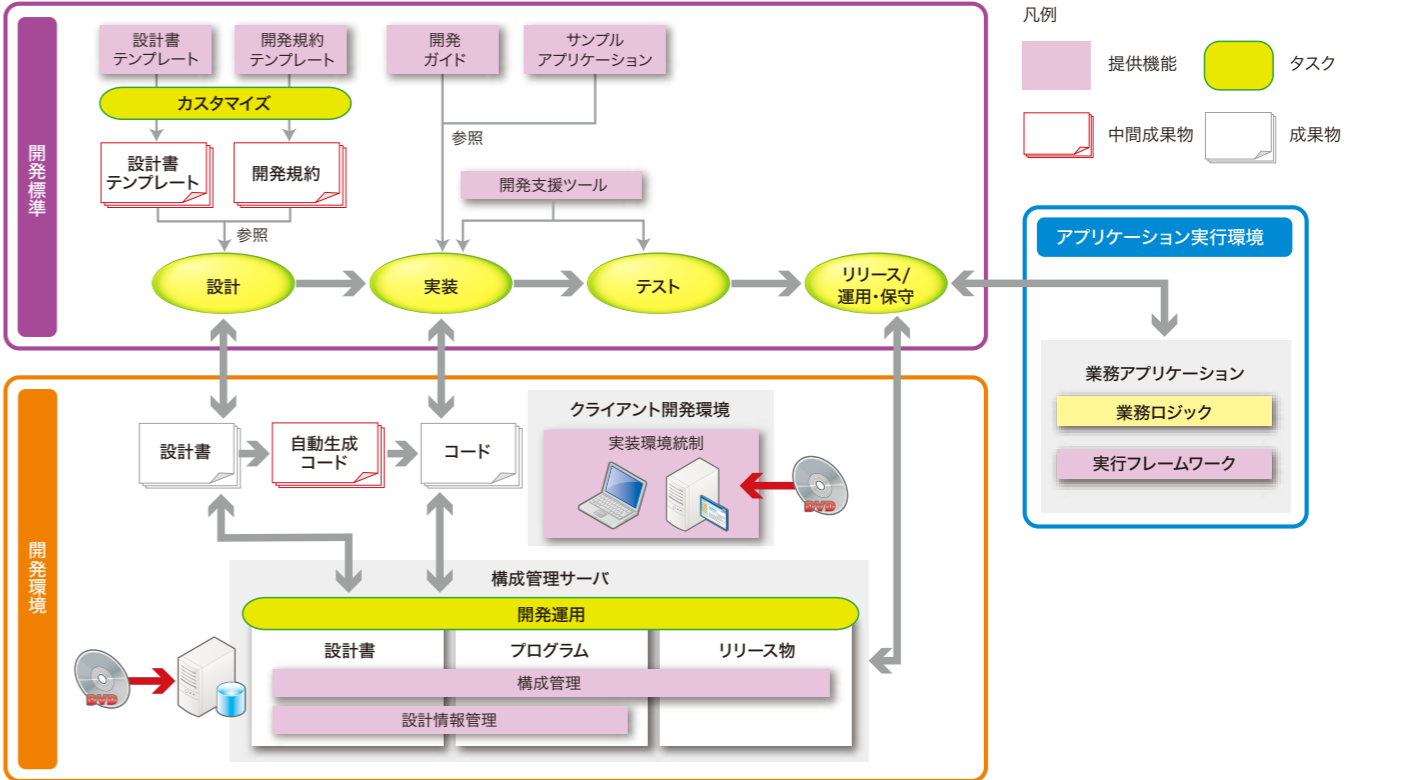 凡例
提供機能
タスク
中間成果物
成果物
開発標準
設計書
テンプレート
開発規約
テンプレート
開発
ガイド
サンプル
アプリケーション
カスタマイズ
参照
設計書
テンプレート
開発規約
開発支援ツール
参照
設計
実装
テスト
リリース/
運用・保守
アプリケーション実行環境
業務アプリケーション
業務ロジック
実行フレームワーク
開発環境
設計書
自動生成
コード
コード
クライアント開発環境
実装環境統制
DVD
構成管理サーバ
開発運用
設計書
プログラム
リリース物
構成管理
設計情報管理
DVD